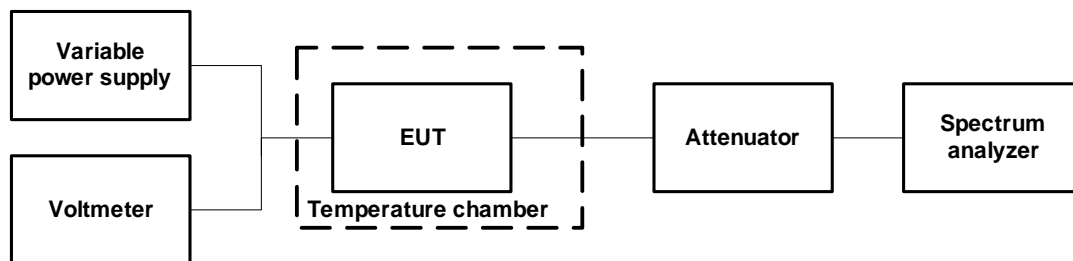 Variable
power supply
Voltmeter
EUT
Temperature chamber
Attenuator
Spectrum
analyzer